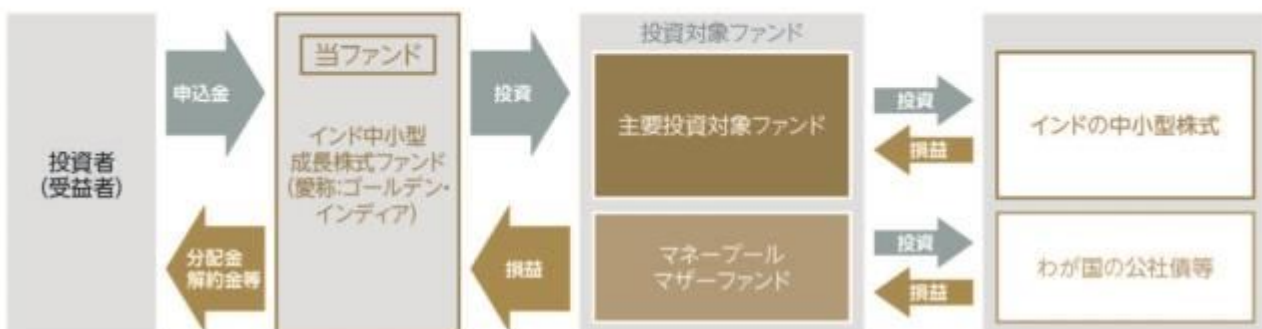 投資者
(受益者)
申込金
分配金
解約金等
当ファンド
インド中小型
成長株式ファンド
(愛称:ゴールデン・
インディア)
投資
損益
投資対象ファンド
主要投資対象ファンド
マネープール
マザーファンド
投資
損益
投資
損益
インドの中小型株式
わが国の公社債等